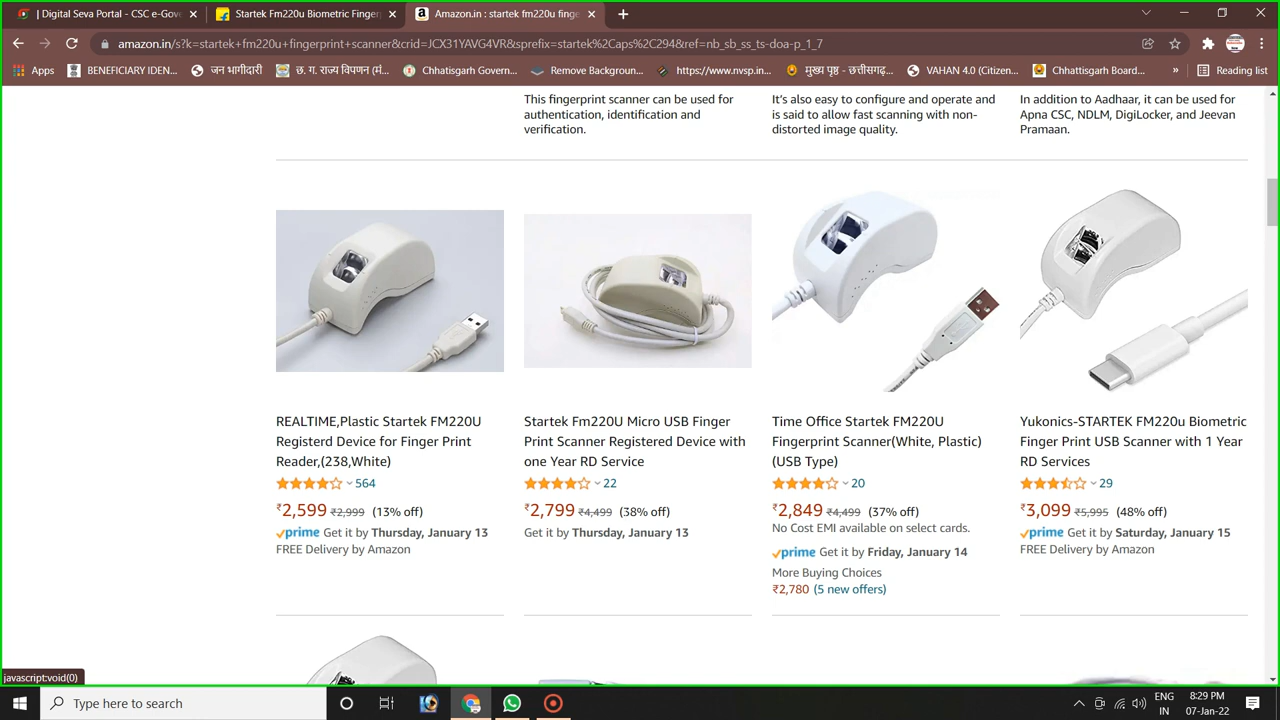 | Digital Seva Portal - CSC e-Gove
Startek Fm220u Biometric Finger
Amazon.in : startek fm220u finge
amazon.in/s?k=startek+fm220u+fingerprint+scanner&crid=JCX31YAVG4VR&sprefix=startek%2Caps%2C294&ref=nb_sb_ss_ts-doa-p_1_7
Apps
BENEFICIARY IDEN...
जन भागीदारी
छ. ग. राज्य विपणन (मं...
Chhattisgarh Govern...
Remove Backgroun...
https://www.nvsp.in...
मुख्य पृष्ठ - छत्तीसगढ़...
VAHAN 4.0 (Citizen...
Chhattisgarh Board...
»
Reading list
This fingerprint scanner can be used for
authentication, identification and
verification.
It's also easy to configure and operate and
is said to allow fast scanning with non-
distorted image quality.
In addition to Aadhaar, it can be used for
Apna CSC, NDLM, DigiLocker, and Jeevan
Pramaan.
REALTIME,Plastic Startek FM220U
Registerd Device for Finger Print
Reader,(238,White)
564
₹2,599 ₹2,999 (13% off)
prime Get it by Thursday, January 13
FREE Delivery by Amazon
Startek Fm220U Micro USB Finger
Print Scanner Registered Device with
one Year RD Service
22
₹2,799 ₹4,499 (38% off)
Get it by Thursday, January 13
Time Office Startek FM220U
Fingerprint Scanner(White, Plastic)
(USB Type)
20
₹2,849 ₹4,499 (37% off)
No Cost EMI available on select cards.
prime Get it by Friday, January 14
More Buying Choices
₹2,780 (5 new offers)
Yukonics-STARTEK FM220u Biometric
Finger Print USB Scanner with 1 Year
RD Services
29
₹3,099 ₹5,995 (48% off)
prime Get it by Saturday, January 15
FREE Delivery by Amazon
javascript:void(0)
Type here to search
ENG
IN
8:29 PM
07-Jan-22